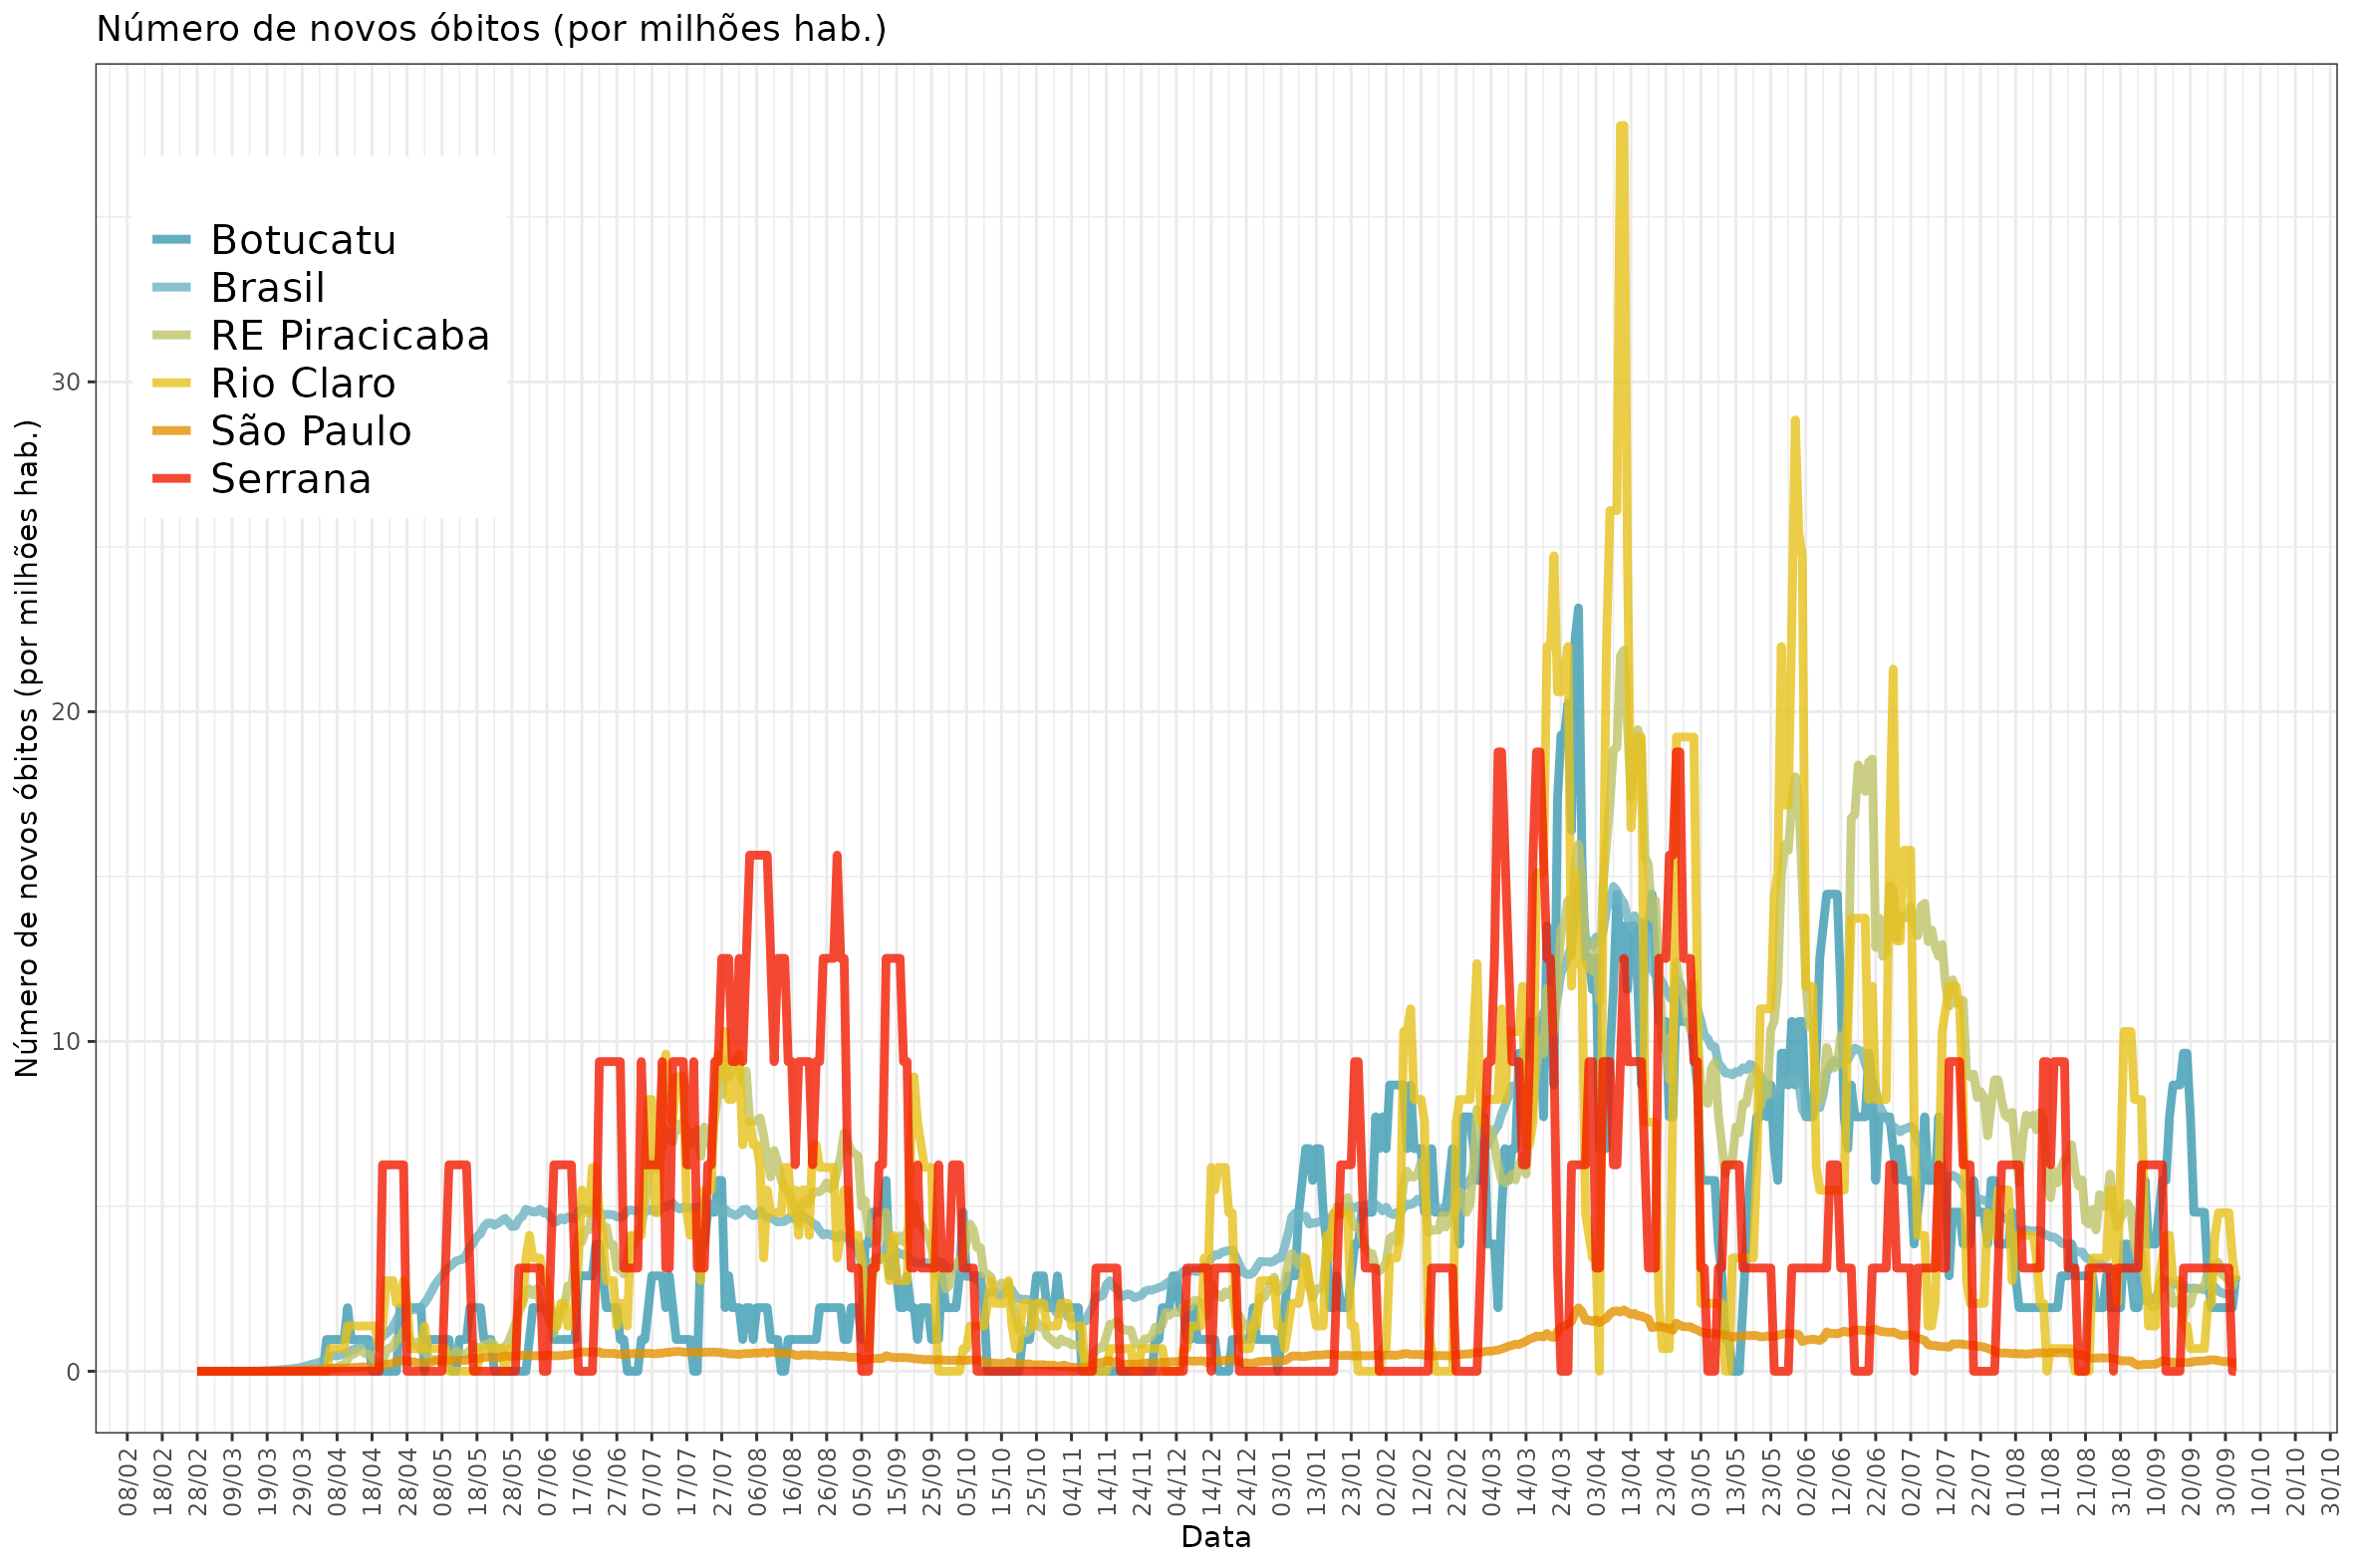 Número de novos óbitos (por milhões hab.)
Botucatu
Brasil
RE Piracicaba
Rio Claro
São Paulo
Serrana
Número de novos óbitos (por milhões hab.)
30
20
10
0
08/02 18/02 28/02 09/03 19/03 29/03 08/04 18/04 28/04 08/05 18/05 28/05 07/06 17/06 27/06 07/07 17/07 27/07 06/08 16/08 26/08 05/09 15/09 25/09 05/10 15/10 25/10 04/11 14/11 24/11 04/12 14/12 24/12 03/01 13/01 23/01 02/02 12/02 22/02 04/03 14/03 24/03 03/04 13/04 23/04 03/05 13/05 23/05 02/06 12/06 22/06 02/07 12/07 22/07 01/08 11/08 21/08 31/08 10/09 20/09 30/09 10/10 20/10 30/10
Data